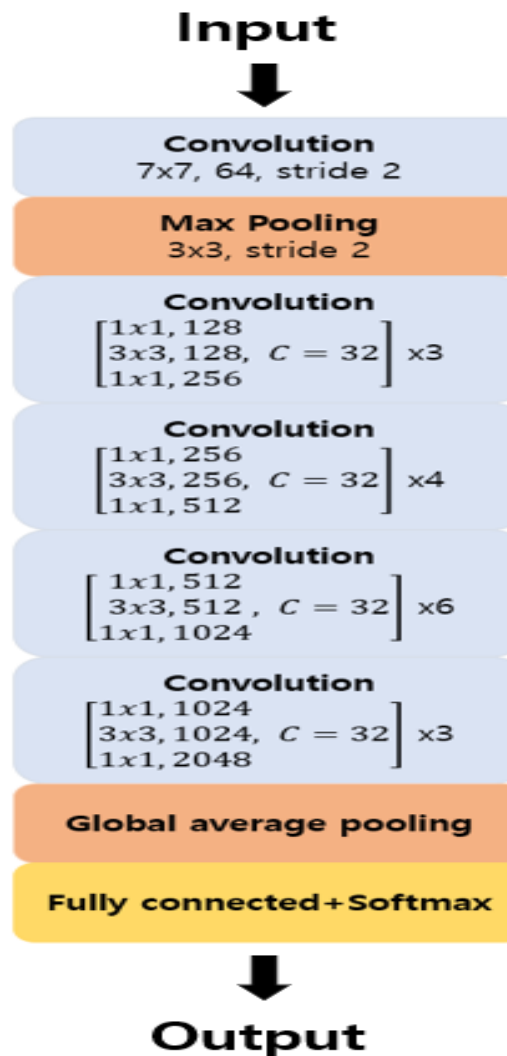 Input
Convolution
7x7, 64, stride 2
Max Pooling
3x3, stride 2
Convolution
1x1, 128
3x3, 128, C = 32
1x1, 256
x3
Convolution
1x1, 256
3x3, 256, C = 32
1x1, 512
x4
Convolution
1x1, 512
3x3, 512 , C = 32
1x1, 1024
x6
Convolution
1x1, 1024
3x3, 1024, C = 32
1x1, 2048
x3
Global average pooling
Fully connected+Softmax
Output